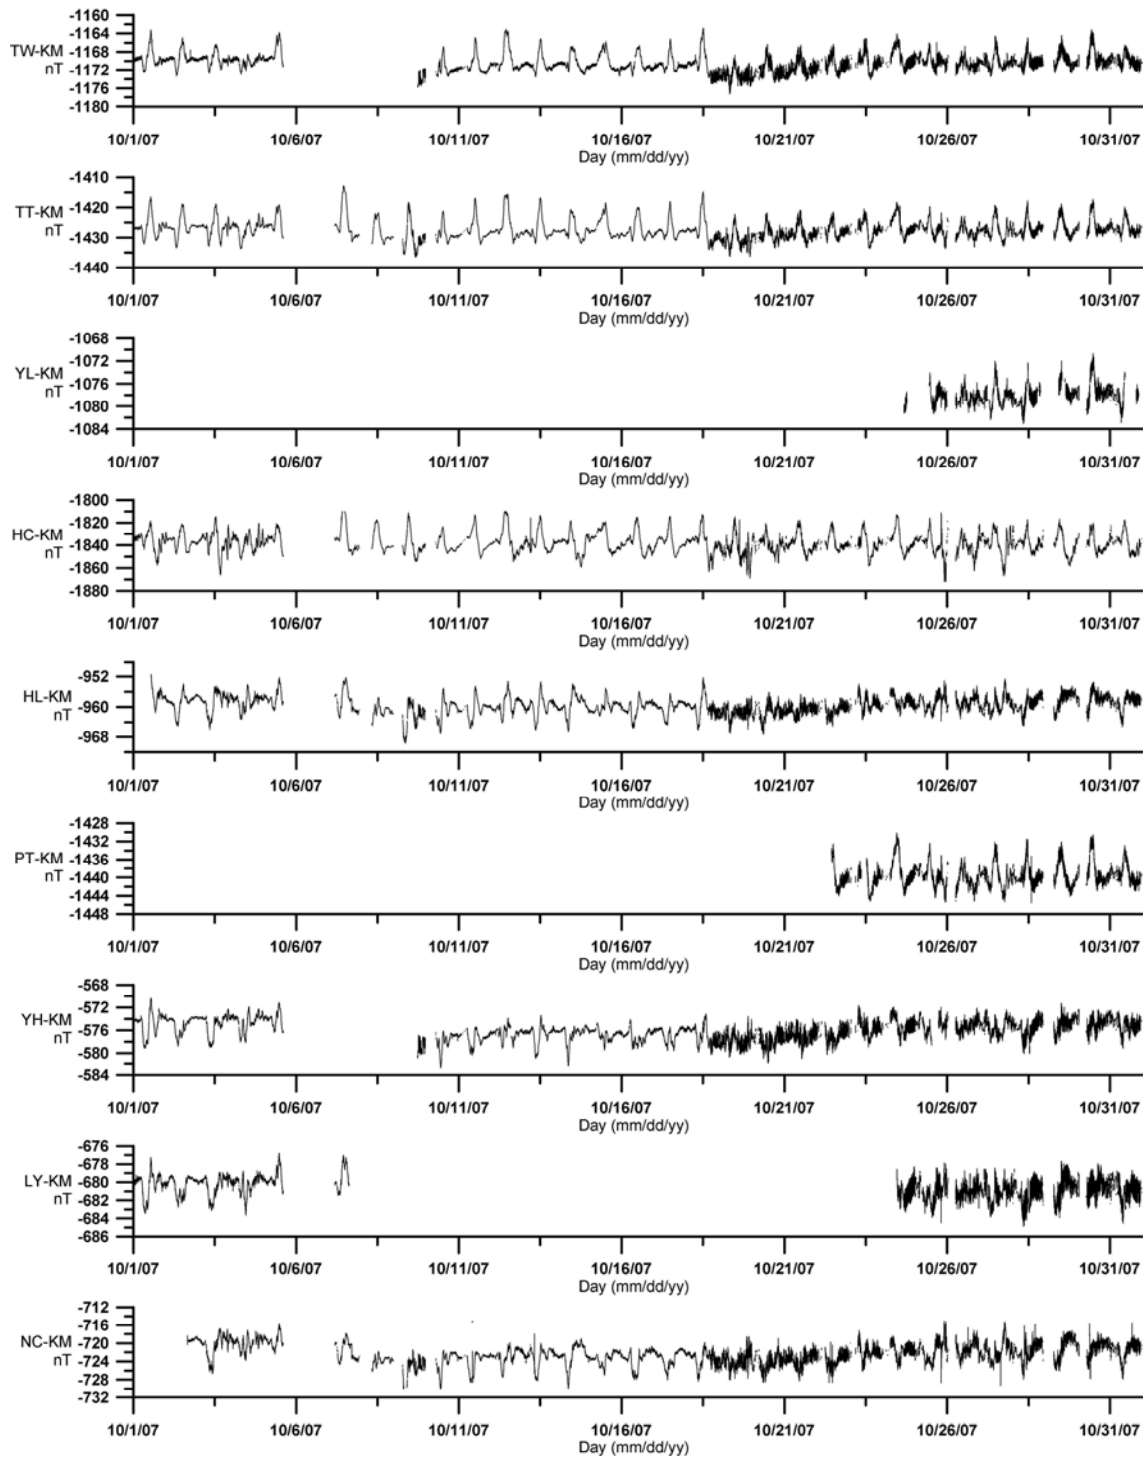 -1160
-1164
TW-KM -1168
nT -1172
-1176
-1180
10/1/07 10/6/07 10/11/07 10/16/07 10/21/07 10/26/07 10/31/07
Day (mm/dd/yy)
-1410
TT-KM -1420
nT -1430
-1440
10/1/07 10/6/07 10/11/07 10/16/07 10/21/07 10/26/07 10/31/07
Day (mm/dd/yy)
-1068
YL-KM -1072
nT -1076
-1080
-1084
10/1/07 10/6/07 10/11/07 10/16/07 10/21/07 10/26/07 10/31/07
Day (mm/dd/yy)
-1800
-1820
HC-KM -1840
nT -1860
-1880
10/1/07 10/6/07 10/11/07 10/16/07 10/21/07 10/26/07 10/31/07
Day (mm/dd/yy)
-952
HL-KM -960
nT -968
10/1/07 10/6/07 10/11/07 10/16/07 10/21/07 10/26/07 10/31/07
Day (mm/dd/yy)
-1428
-1432
PT-KM -1436
nT -1440
-1444
-1448
10/1/07 10/6/07 10/11/07 10/16/07 10/21/07 10/26/07 10/31/07
Day (mm/dd/yy)
-568
-572
YH-KM -576
nT -580
-584
10/1/07 10/6/07 10/11/07 10/16/07 10/21/07 10/26/07 10/31/07
Day (mm/dd/yy)
-676
-678
LY-KM -680
nT -682
-684
-686
10/1/07 10/6/07 10/11/07 10/16/07 10/21/07 10/26/07 10/31/07
Day (mm/dd/yy)
-712
-716
NC-KM -720
nT -724
-728
-732
10/1/07 10/6/07 10/11/07 10/16/07 10/21/07 10/26/07 10/31/07
Day (mm/dd/yy)